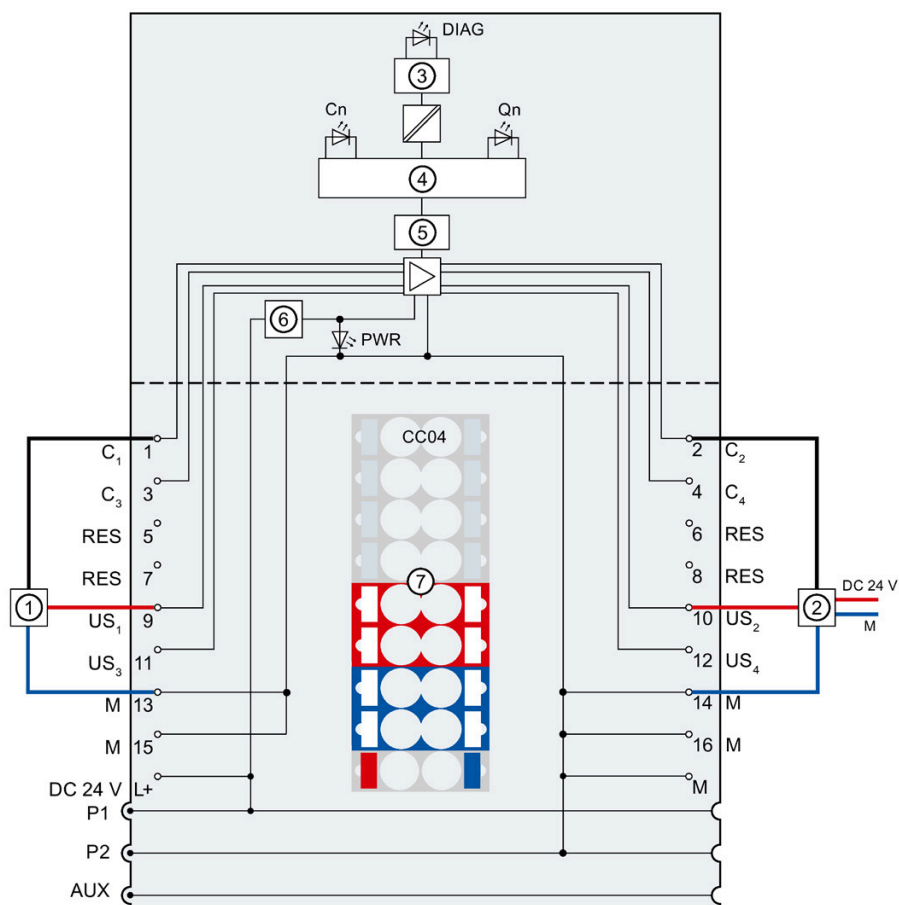 DIAG
③
Cn
Qn
④
⑤
⑥
PWR
CC04
C₁ 1
2 C₂
C₃ 3
4 C₄
RES 5
6 RES
RES 7
8 RES
⑦
DC 24 V
①
②
US₁ 9
10 US₂
M
US₃ 11
12 US₄
M 13
14 M
M 15
16 M
DC 24 V L+
M
P1
P2
AUX